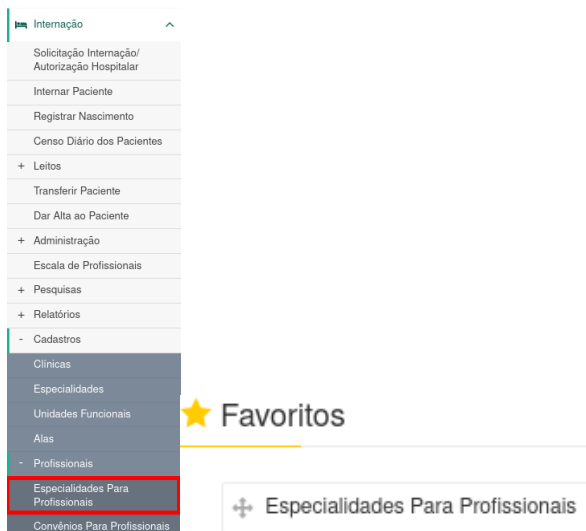 Internação
Solicitação Internação/
Autorização Hospitalar
Internar Paciente
Registrar Nascimento
Censo Diário dos Pacientes
+ Leitos
Transferir Paciente
Dar Alta ao Paciente
+ Administração
Escala de Profissionais
+ Pesquisas
+ Relatórios
- Cadastros
Clínicas
Especialidades
Unidades Funcionais
Alas
- Profissionais
Especialidades Para
Profissionais
Convênios Para Profissionais
Favoritos
Especialidades Para Profissionais